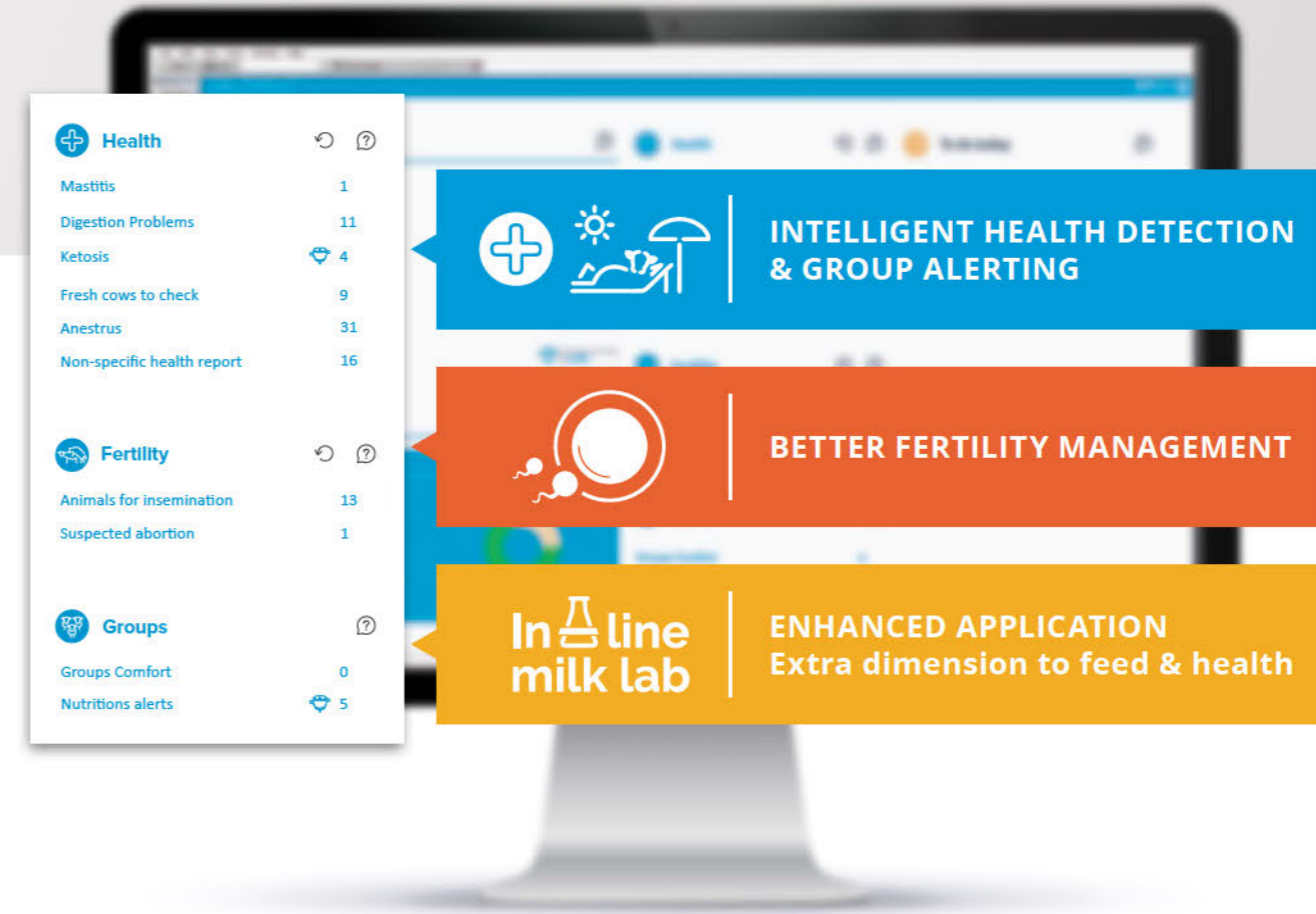 Health
Mastitis 1
Digestion Problems 11
Ketosis 4
Fresh cows to check 9
Anestrus 31
Non-specific health report 16
Fertility
Animals for insemination 13
Suspected abortion 1
Groups
Groups Comfort 0
Nutritions alerts 5
INTELLIGENT HEALTH DETECTION
& GROUP ALERTING
BETTER FERTILITY MANAGEMENT
In line
milk lab
ENHANCED APPLICATION
Extra dimension to feed & health